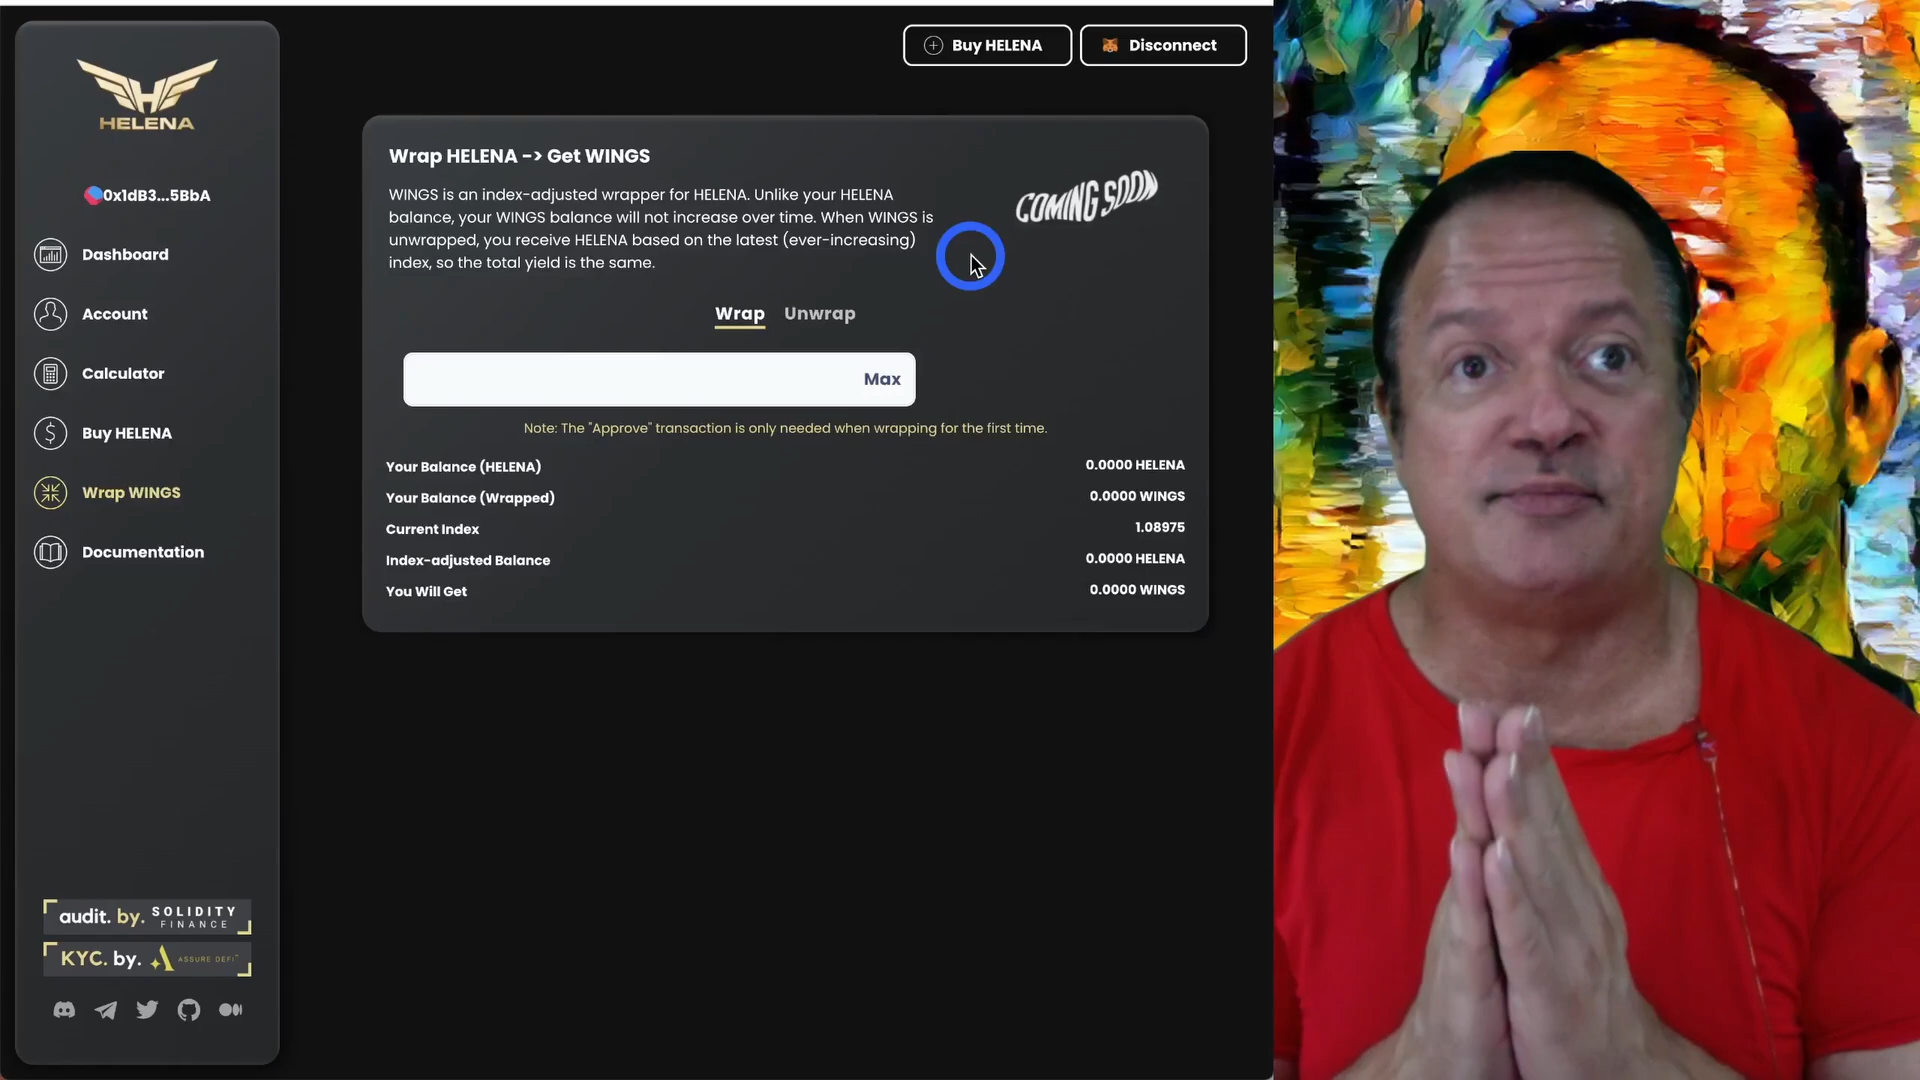 HELENA
0x1dB3...5BbA
Dashboard
Account
Calculator
Buy HELENA
Wrap WINGS
Documentation
audit. by. SOLIDITY FINANCE
KYC. by. ASSURE DEFI
Buy HELENA
Disconnect
Wrap HELENA -> Get WINGS
WINGS is an index-adjusted wrapper for HELENA. Unlike your HELENA
balance, your WINGS balance will not increase over time. When WINGS is
unwrapped, you receive HELENA based on the latest (ever-increasing)
index, so the total yield is the same.
COMING SOON
Wrap Unwrap
Max
Note: The "Approve" transaction is only needed when wrapping for the first time.
Your Balance (HELENA) 0.0000 HELENA
Your Balance (Wrapped) 0.0000 WINGS
Current Index 1.08975
Index-adjusted Balance 0.0000 HELENA
You Will Get 0.0000 WINGS